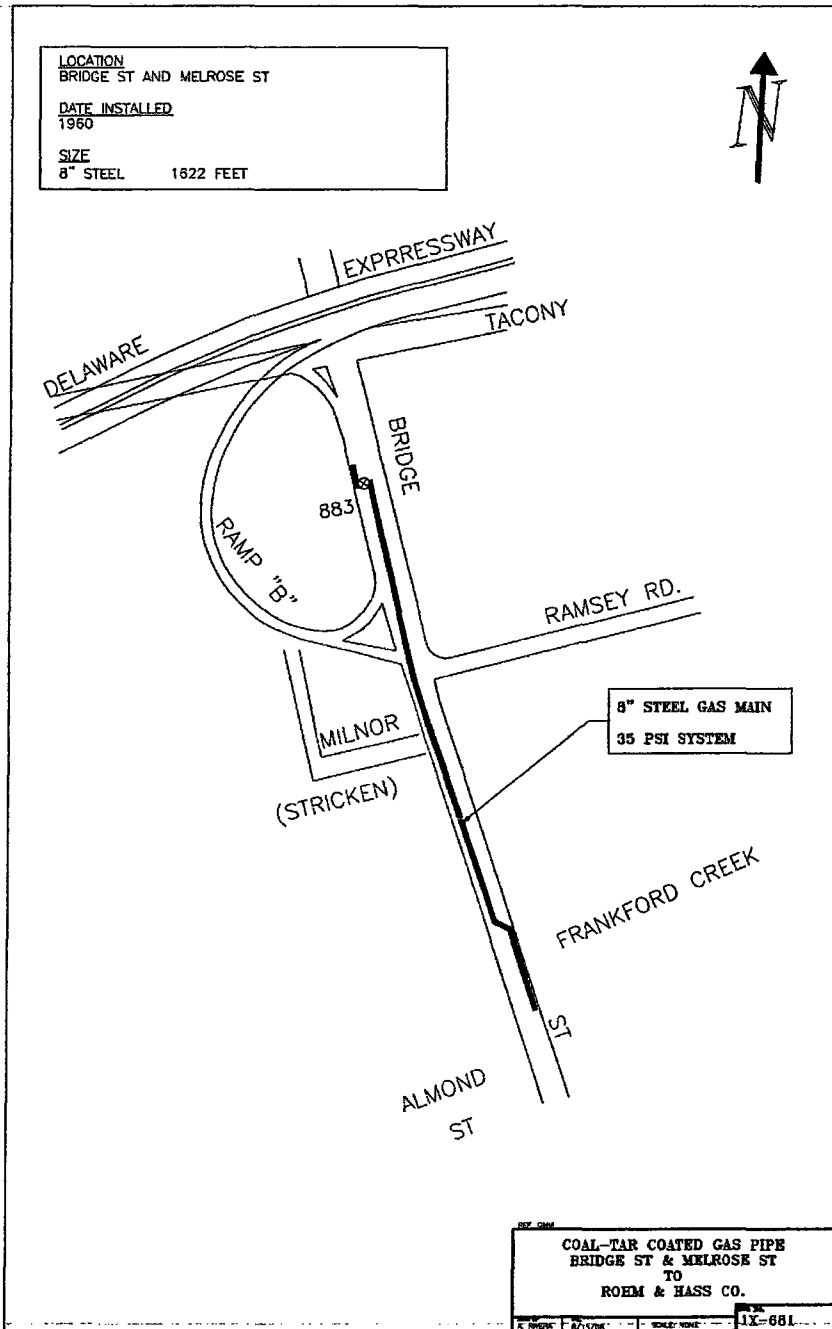 LOCATION
BRIDGE ST AND MELROSE ST
DATE INSTALLED
1960
SIZE
8" STEEL 1622 FEET
N
EXPRRESSWAY
DELAWARE
TACONY
BRIDGE
883
RAMP "B"
RAMSEY RD.
8" STEEL GAS MAIN
35 PSI SYSTEM
MILNOR
(STRICKEN)
FRANKFORD CREEK
ST
ALMOND
ST
COAL-TAR COATED GAS PIPE
BRIDGE ST & MELROSE ST
TO
ROHM & HASS CO.
1X-681